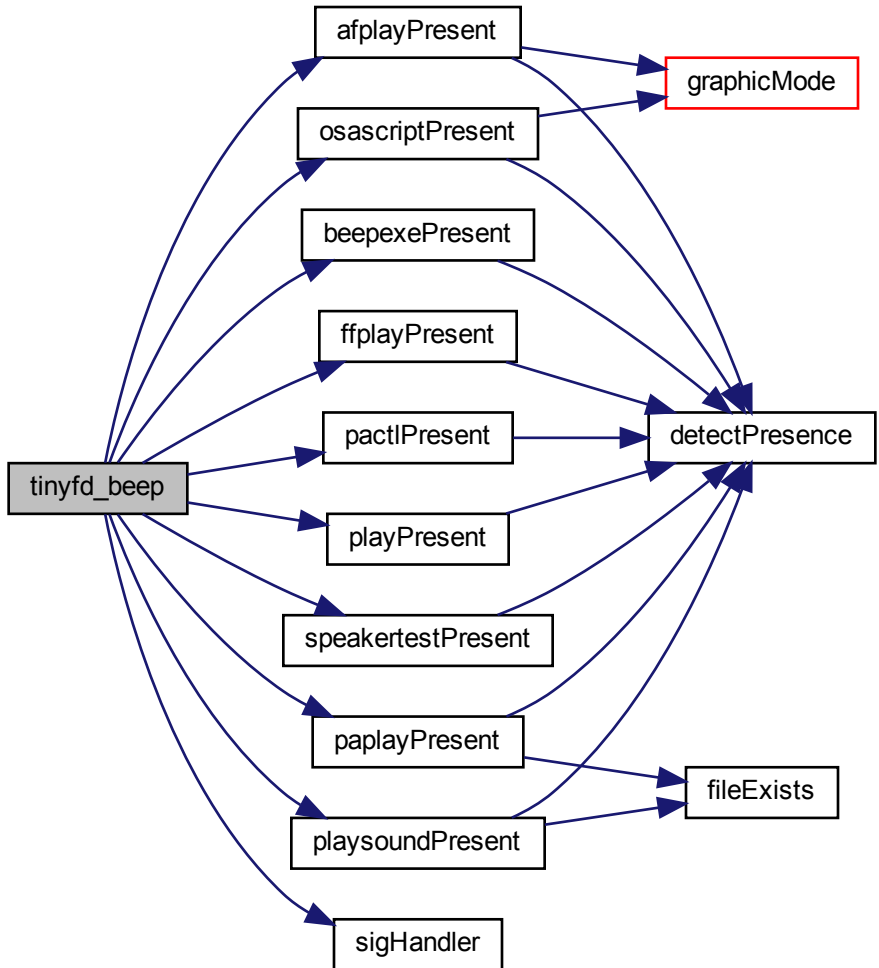 afplayPresent
graphicMode
osascriptPresent
beepexePresent
ffplayPresent
pactlPresent
detectPresence
tinyfd_beep
playPresent
speakertestPresent
paplayPresent
fileExists
playsoundPresent
sigHandler